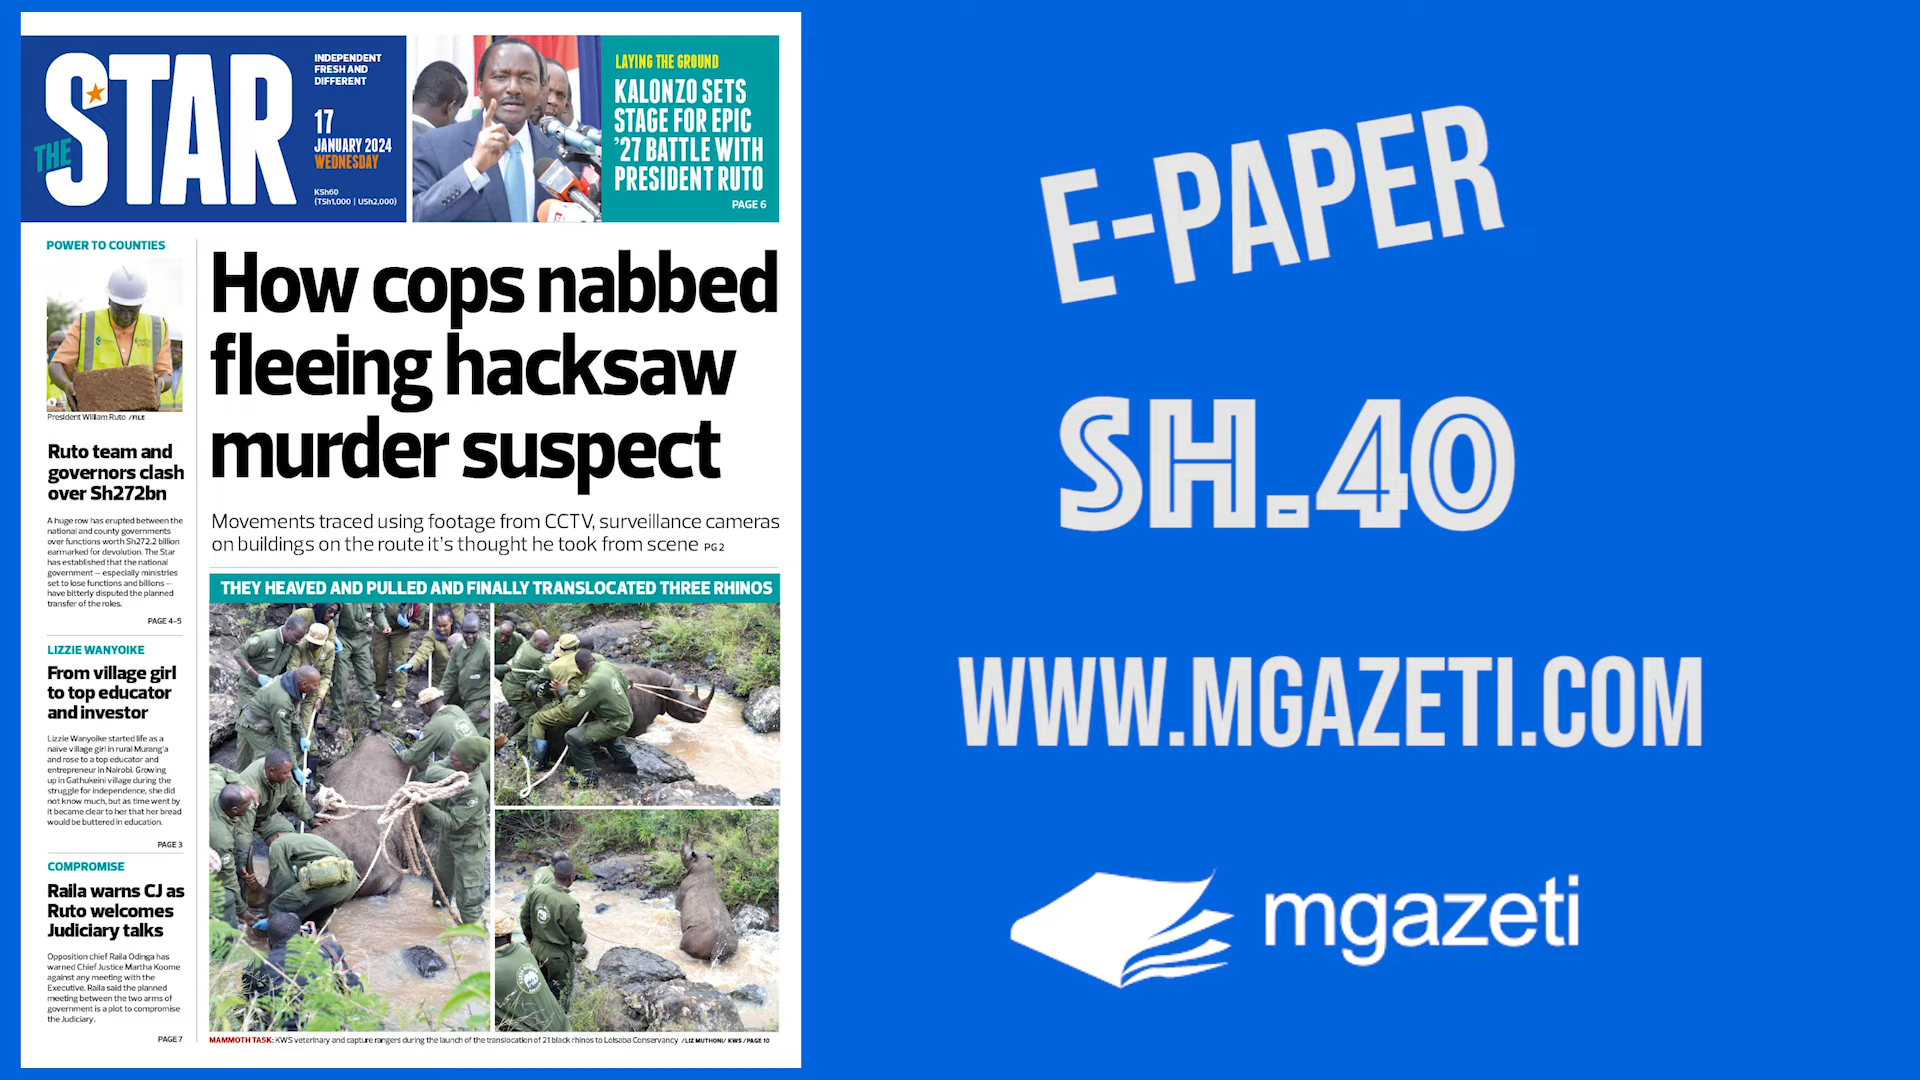 THE STAR
INDEPENDENT
FRESH AND
DIFFERENT
17
JANUARY 2024
WEDNESDAY
KSh60
(TSh1,000 | USh2,000)
LAYING THE GROUND
KALONZO SETS
STAGE FOR EPIC
'27 BATTLE WITH
PRESIDENT RUTO
PAGE 6
POWER TO COUNTIES
President William Ruto /FILE
Ruto team and
governors clash
over Sh272bn
A huge row has erupted between the
national and county governments
over functions worth Sh272.2 billion
earmarked for devolution. The Star
has established that the national
government — especially ministries
set to lose functions and billions —
have bitterly disputed the planned
transfer of the roles.
PAGE 4-5
LIZZIE WANYOIKE
From village girl
to top educator
and investor
Lizzie Wanyoike started life as a
naïve village girl in rural Murang'a
and rose to a top educator and
entrepreneur in Nairobi. Growing
up in Gathukeini village during the
struggle for independence, she did
not know much, but as time went by
it became clear to her that her bread
would be buttered in education.
PAGE 3
COMPROMISE
Raila warns CJ as
Ruto welcomes
Judiciary talks
Opposition chief Raila Odinga has
warned Chief Justice Martha Koome
against any meeting with the
Executive. Raila said the planned
meeting between the two arms of
government is a plot to compromise
the Judiciary.
PAGE 7
How cops nabbed
fleeing hacksaw
murder suspect
Movements traced using footage from CCTV, surveillance cameras
on buildings on the route it's thought he took from scene PG 2
THEY HEAVED AND PULLED AND FINALLY TRANSLOCATED THREE RHINOS
MAMMOTH TASK: KWS veterinary and capture rangers during the launch of the translocation of 21 black rhinos to Loisaba Conservancy /LIZ MUTHONI/ KWS /PAGE 10
E-PAPER
SH.40
WWW.MGAZETI.COM
mgazeti